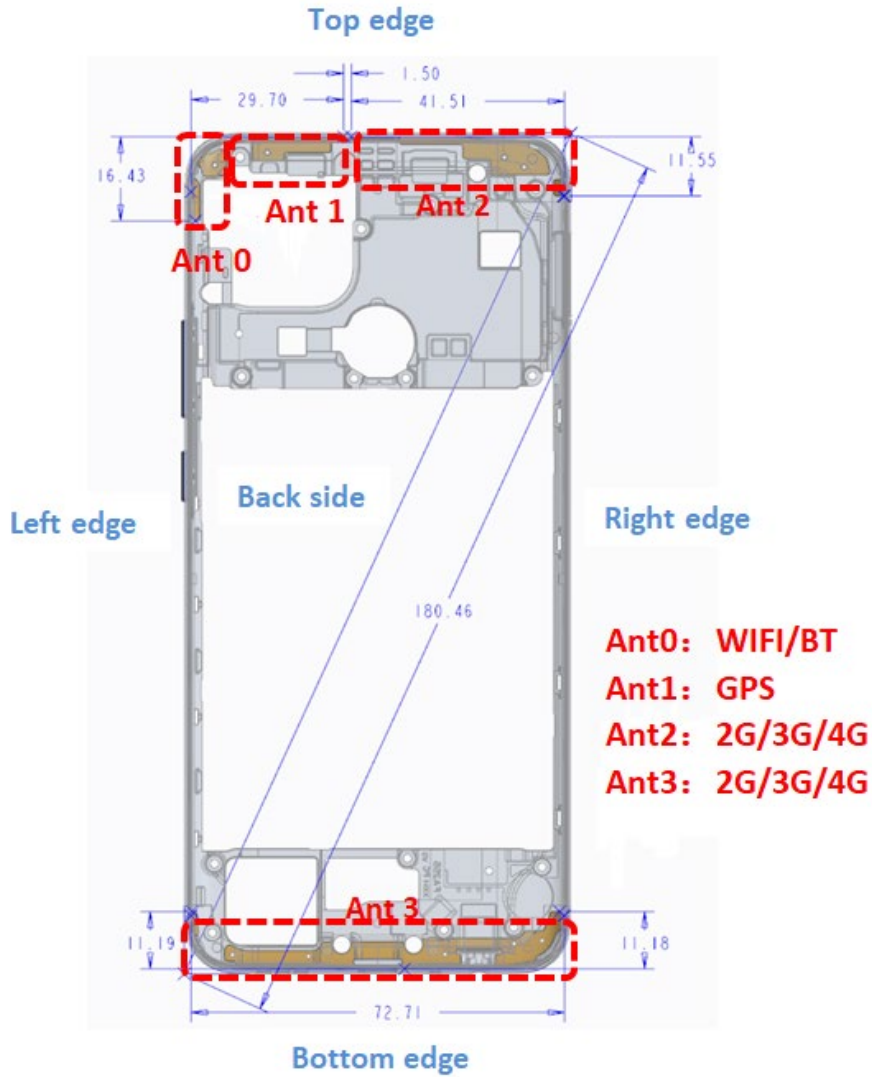 Top edge
1.50
29.70
41.51
16.43
11.55
Ant 1
Ant 2
Ant 0
Back side
Left edge
Right edge
180.46
Ant0： WIFI/BT
Ant1： GPS
Ant2： 2G/3G/4G
Ant3： 2G/3G/4G
Ant 3
11.19
11.18
72.71
Bottom edge